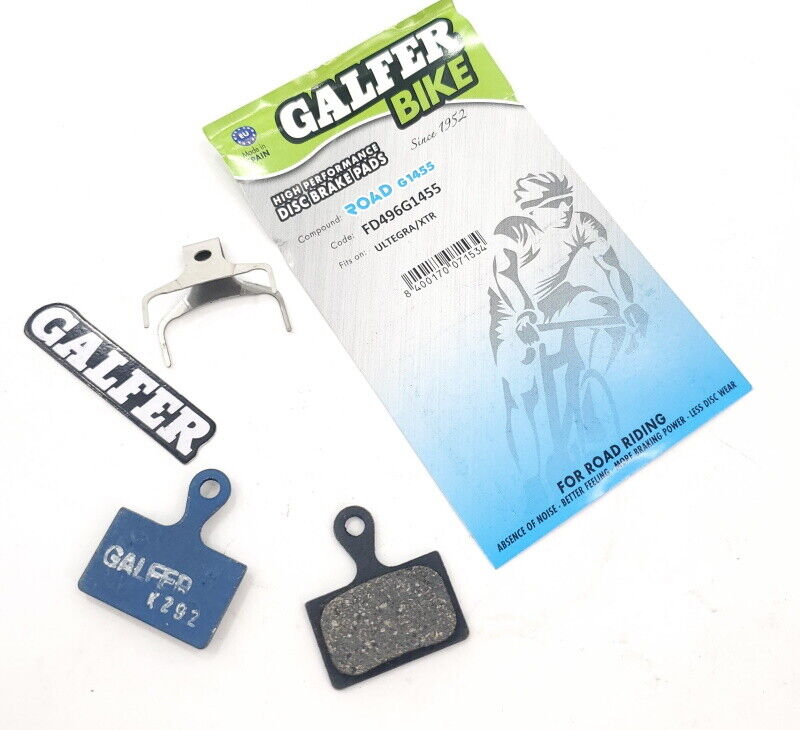 GALFER
BIKE
Since 1952
EU
Made in
SPAIN
HIGH PERFORMANCE
DISC BRAKE PADS
Compound: ROAD G1455
Code: FD496G1455
Fits on: ULTEGRA/XTR
8 400170 071534
FOR ROAD RIDING
ABSENCE OF NOISE - BETTER FEELING - MORE BRAKING POWER - LESS DISC WEAR
GALFER
GALFER
K292